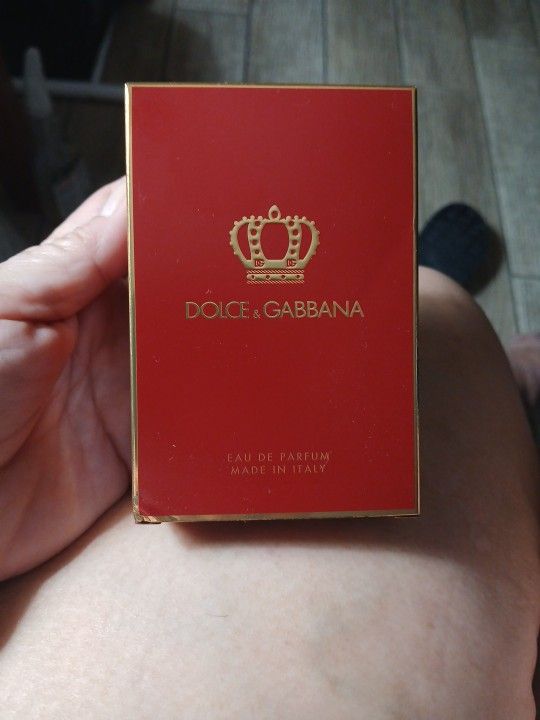 DOLCE & GABBANA
EAU DE PARFUM
MADE IN ITALY